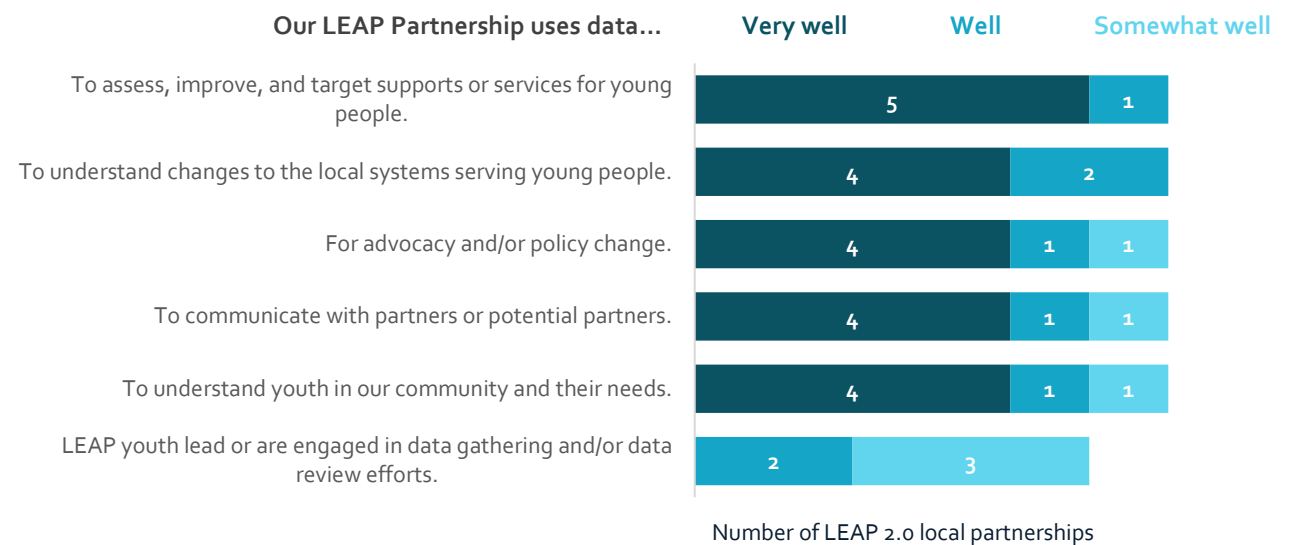 Our LEAP Partnership uses data... Very well Well Somewhat well
To assess, improve, and target supports or services for young
people.
5 1
To understand changes to the local systems serving young people.
4 2
For advocacy and/or policy change.
4 1 1
To communicate with partners or potential partners.
4 1 1
To understand youth in our community and their needs.
4 1 1
LEAP youth lead or are engaged in data gathering and/or data
review efforts.
2 3
Number of LEAP 2.0 local partnerships